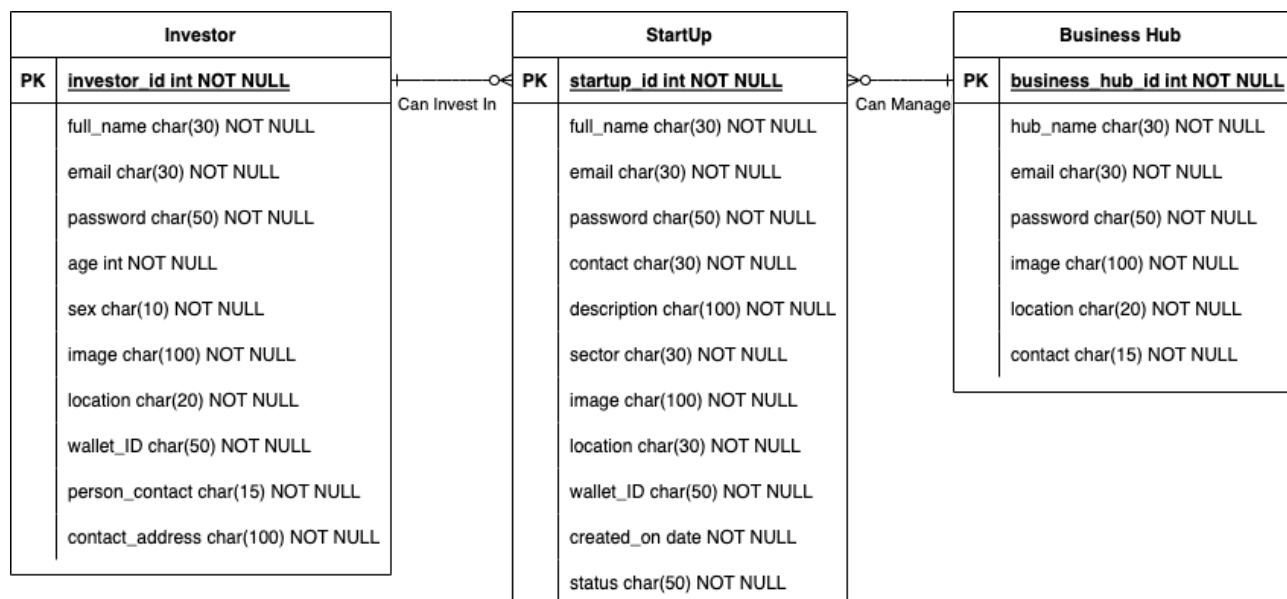 Investor
PK investor_id int NOT NULL
full_name char(30) NOT NULL
email char(30) NOT NULL
password char(50) NOT NULL
age int NOT NULL
sex char(10) NOT NULL
image char(100) NOT NULL
location char(20) NOT NULL
wallet_ID char(50) NOT NULL
person_contact char(15) NOT NULL
contact_address char(100) NOT NULL
Can Invest In
StartUp
PK startup_id int NOT NULL
full_name char(30) NOT NULL
email char(30) NOT NULL
password char(50) NOT NULL
contact char(30) NOT NULL
description char(100) NOT NULL
sector char(30) NOT NULL
image char(100) NOT NULL
location char(30) NOT NULL
wallet_ID char(50) NOT NULL
created_on date NOT NULL
status char(50) NOT NULL
Can Manage
Business Hub
PK business_hub_id int NOT NULL
hub_name char(30) NOT NULL
email char(30) NOT NULL
password char(50) NOT NULL
image char(100) NOT NULL
location char(20) NOT NULL
contact char(15) NOT NULL